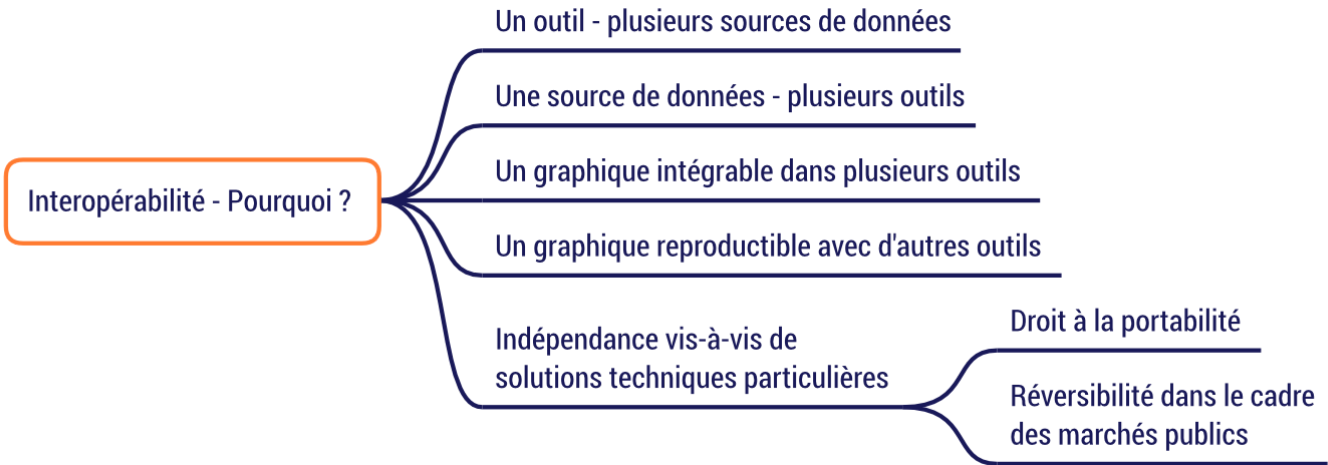 Un outil - plusieurs sources de données
Une source de données - plusieurs outils
Un graphique intégrable dans plusieurs outils
Interopérabilité - Pourquoi ?
Un graphique reproductible avec d'autres outils
Indépendance vis-à-vis de
solutions techniques particulières
Droit à la portabilité
Réversibilité dans le cadre
des marchés publics